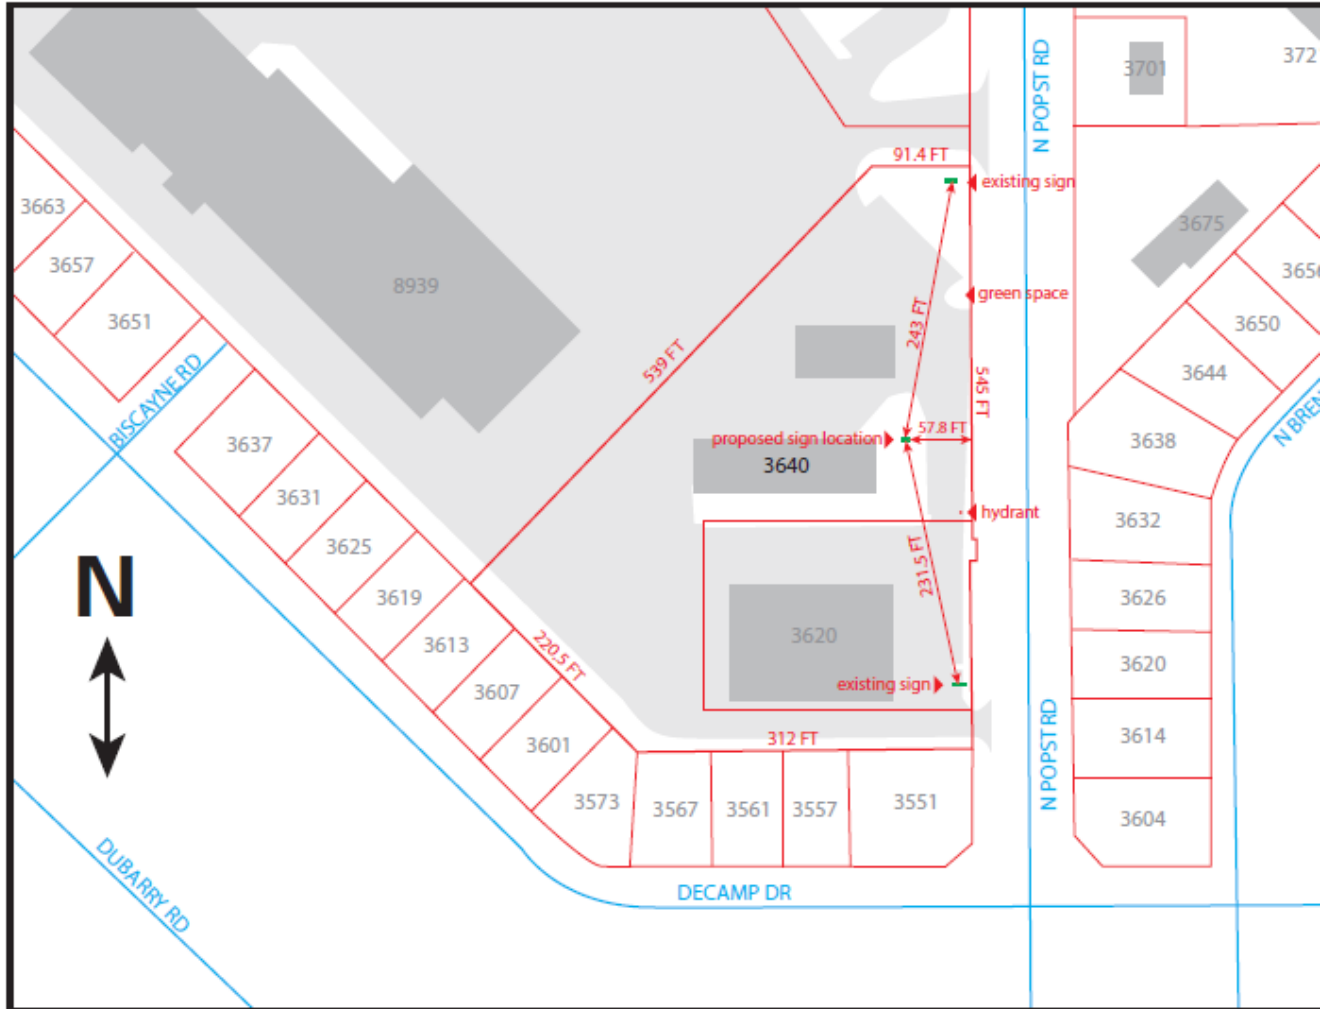 3701
372
N POPST RD
91.4 FT
existing sign
3663
3657
3651
8939
3675
3656
3650
3644
3638
green space
243 FT
539 FT
545 FT
BISCAYNE RD
57.8 FT
proposed sign location
3640
hydrant
N BREN
3637
3631
3625
3619
3613
3607
3601
3573
3632
3626
3620
3614
3604
N
231.5 FT
3620
220.5 FT
existing sign
312 FT
N POPST RD
3567
3561
3557
3551
DUBARRY RD
DECAMP DR